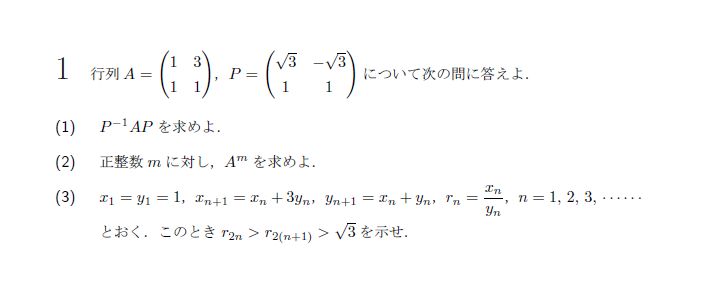 1 行列 A = \begin{pmatrix} 1 & 3 \\ 1 & 1 \end{pmatrix}, P = \begin{pmatrix} \sqrt{3} & -\sqrt{3} \\ 1 & 1 \end{pmatrix} について次の問に答えよ.
(1) P^{-1}AP を求めよ.
(2) 正整数 m に対し, A^m を求めよ.
(3) x_1 = y_1 = 1, x_{n+1} = x_n + 3y_n, y_{n+1} = x_n + y_n, r_n = \frac{x_n}{y_n}, n = 1, 2, 3, ······
とおく. このとき r_{2n} > r_{2(n+1)} > \sqrt{3} を示せ.